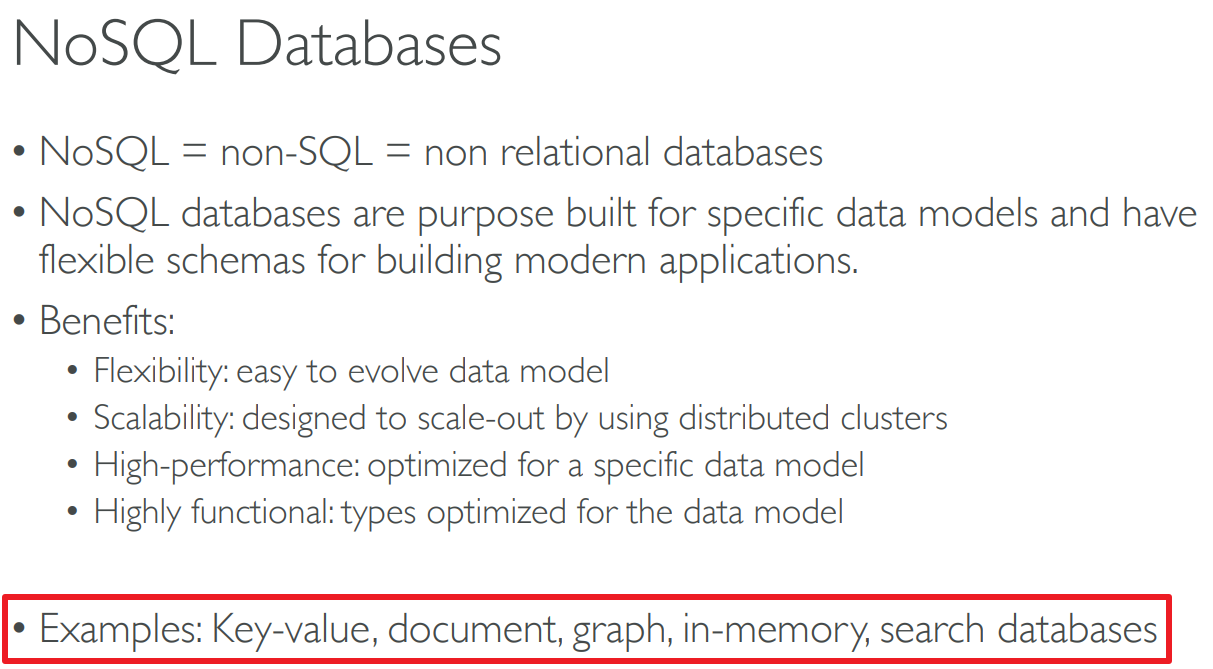 NoSQL Databases
• NoSQL = non-SQL = non relational databases
• NoSQL databases are purpose built for specific data models and have
flexible schemas for building modern applications.
• Benefits:
• Flexibility: easy to evolve data model
• Scalability: designed to scale-out by using distributed clusters
• High-performance: optimized for a specific data model
• Highly functional: types optimized for the data model
• Examples: Key-value, document, graph, in-memory, search databases